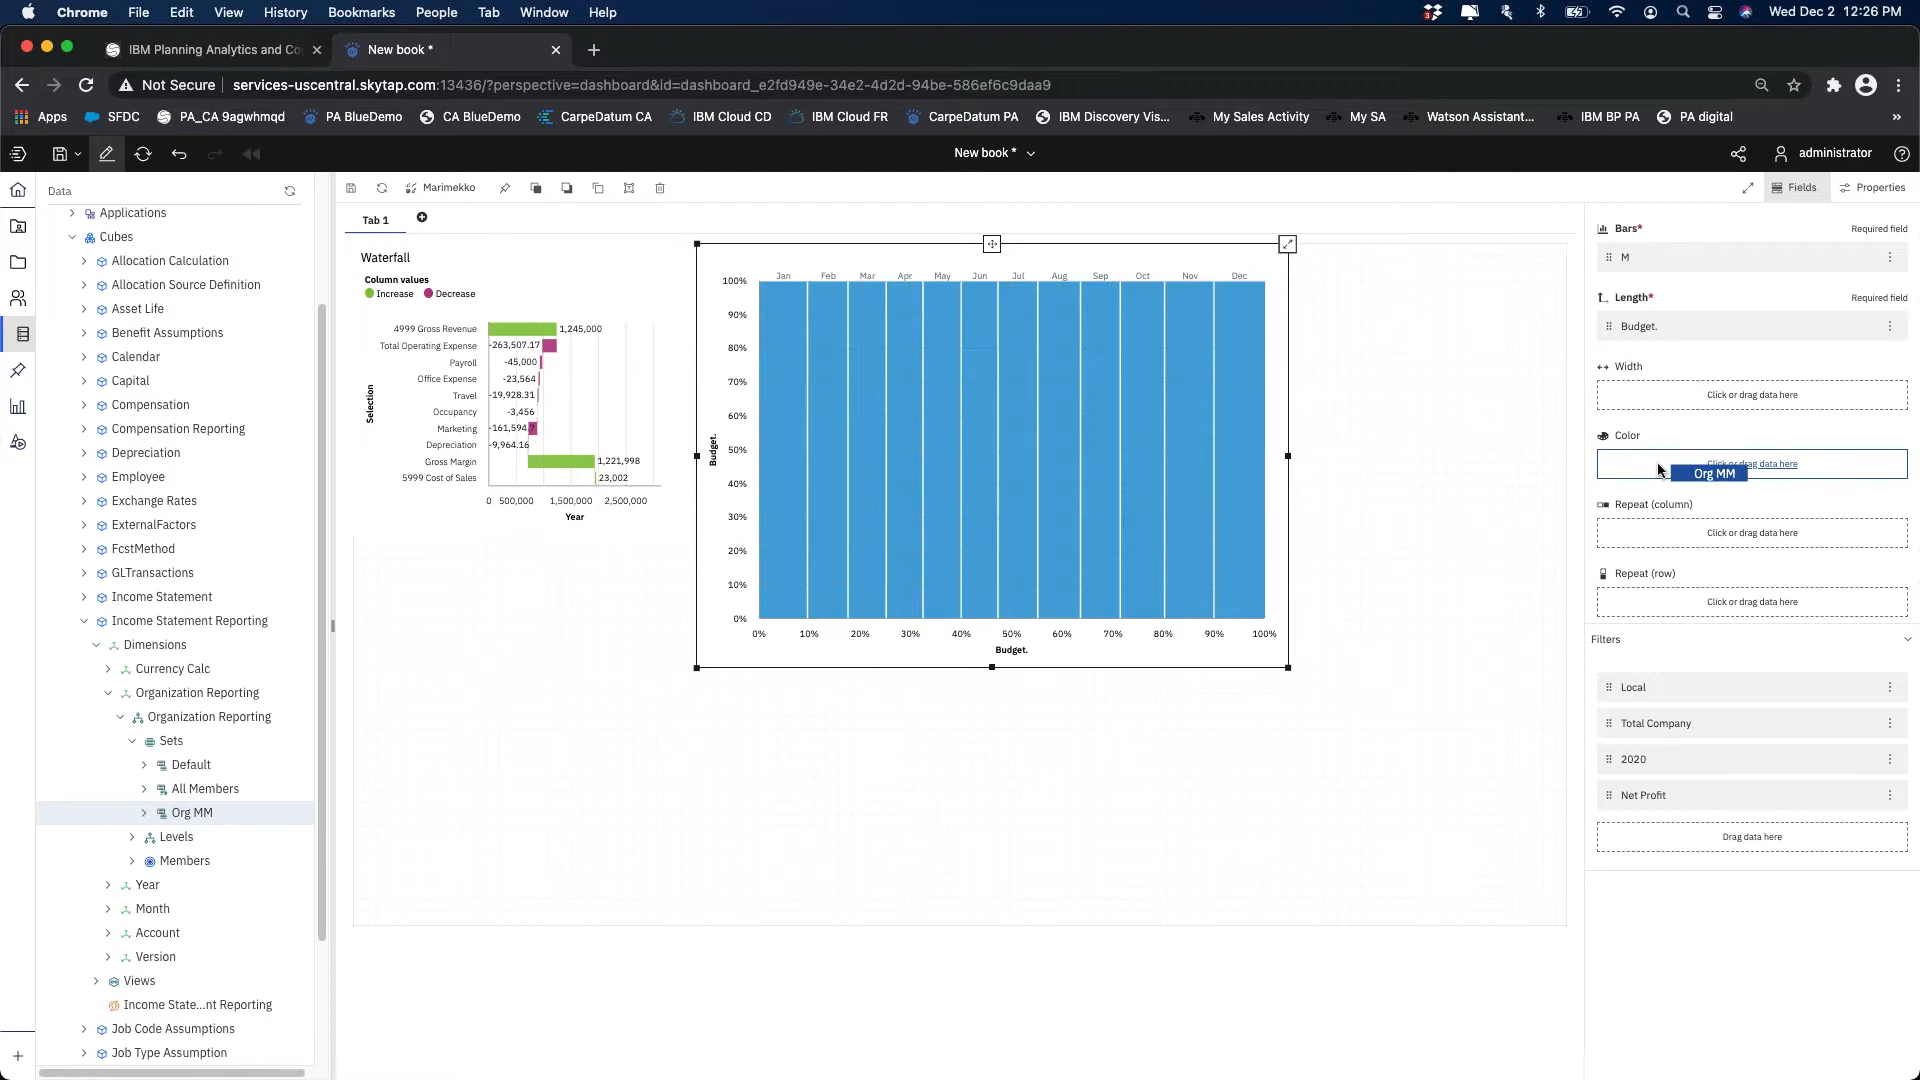 Chrome File Edit View History Bookmarks People Tab Window Help Wed Dec 2 12:26 PM
IBM Planning Analytics and Co New book *
Not Secure services-uscentral.skytap.com:13436/?perspective=dashboard&id=dashboard_e2fd949e-34e2-4d2d-94be-586ef6c9daa9
Apps SFDC PA_CA 9agwhmqd PA BlueDemo CA BlueDemo CarpeDatum CA IBM Cloud CD IBM Cloud FR CarpeDatum PA IBM Discovery Vis... My Sales Activity My SA Watson Assistant... IBM BP PA PA digital »
New book * administrator
Data
Applications
Cubes
Allocation Calculation
Allocation Source Definition
Asset Life
Benefit Assumptions
Calendar
Capital
Compensation
Compensation Reporting
Depreciation
Employee
Exchange Rates
ExternalFactors
FcstMethod
GLTransactions
Income Statement
Income Statement Reporting
Dimensions
Currency Calc
Organization Reporting
Organization Reporting
Sets
Default
All Members
Org MM
Levels
Members
Year
Month
Account
Version
Views
Income State...nt Reporting
Job Code Assumptions
Job Type Assumption
Marimekko
Tab 1
Waterfall
Column values
Increase Decrease
Selection
4999 Gross Revenue 1,245,000
Total Operating Expense -263,507.17
Payroll -45,000
Office Expense -23,564
Travel -19,928.31
Occupancy -3,456
Marketing -161,594.7
Depreciation -9,964.16
Gross Margin 1,221,998
5999 Cost of Sales 23,002
0 500,000 1,500,000 2,500,000
Year
Jan Feb Mar Apr May Jun Jul Aug Sep Oct Nov Dec
100%
90%
80%
70%
60%
50%
40%
30%
20%
10%
0%
Budget.
0% 10% 20% 30% 40% 50% 60% 70% 80% 90% 100%
Budget.
Fields Properties
Bars* Required field
M
Length* Required field
Budget.
Width
Click or drag data here
Color
Click or drag data here
Org MM
Repeat (column)
Click or drag data here
Repeat (row)
Click or drag data here
Filters
Local
Total Company
2020
Net Profit
Drag data here